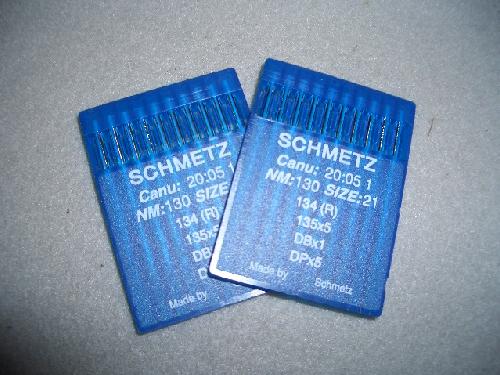 SCHMETZ
Canu: 20:05 1
NM:130 SIZE
134 (R)
135x5
DB
D
Made by
SCHMETZ
Canu: 20:05 1
NM:130 SIZE:21
134 (R)
135x5
DBx1
DPx5
Made by Schmetz